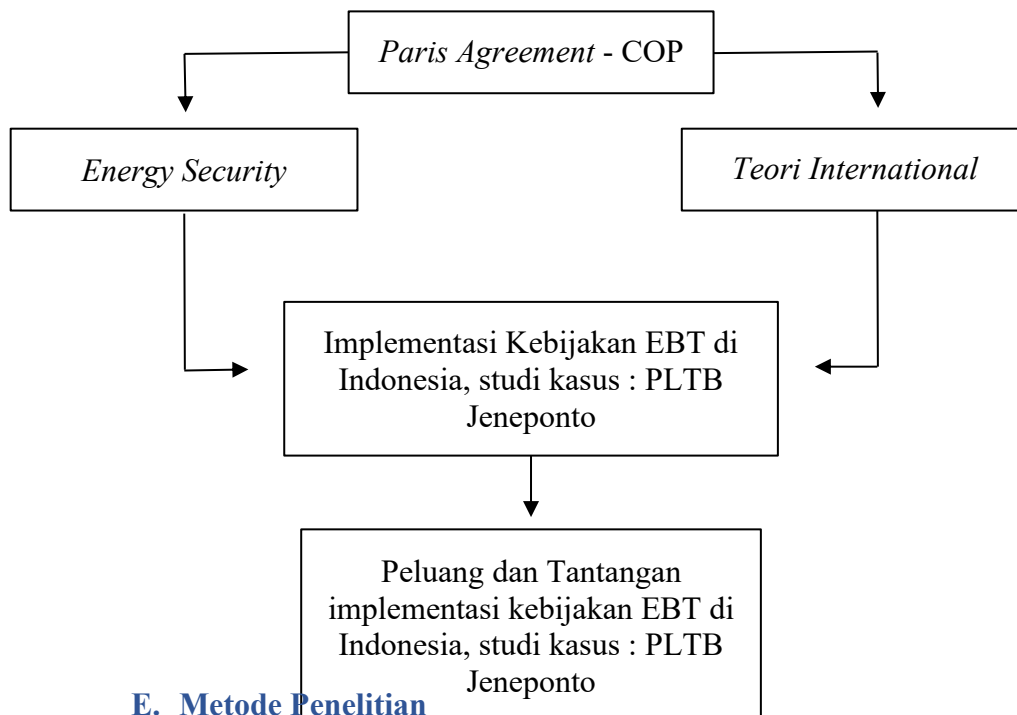 Paris Agreement - COP
Energy Security
Teori International
Implementasi Kebijakan EBT di
Indonesia, studi kasus : PLTB
Jeneponto
Peluang dan Tantangan
implementasi kebijakan EBT di
Indonesia, studi kasus : PLTB
Jeneponto
E. Metode Penelitian